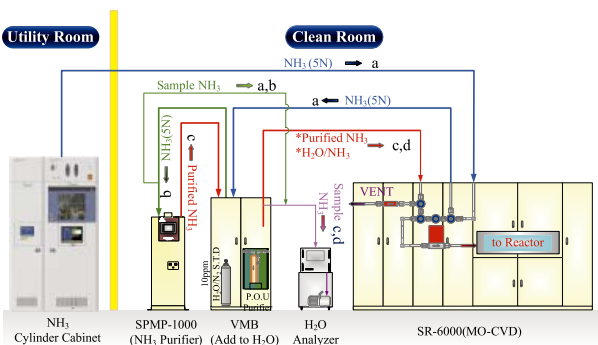 Utility Room
Clean Room
NH₃ (5N) a
Sample NH₃ a,b
a NH₃(5N)
*Purified NH₃
*H₂O/NH₃
c,d
NH₃(5N)
b
c
Purified NH₃
Sample NH₃
c,d
VENT
to Reactor
10ppm
H₂O/N₂ S.T.D
P.O.U
Purifier
NH₃
Cylinder Cabinet
SPMP-1000
(NH₃ Purifier)
VMB
(Add to H₂O)
H₂O
Analyzer
SR-6000(MO-CVD)